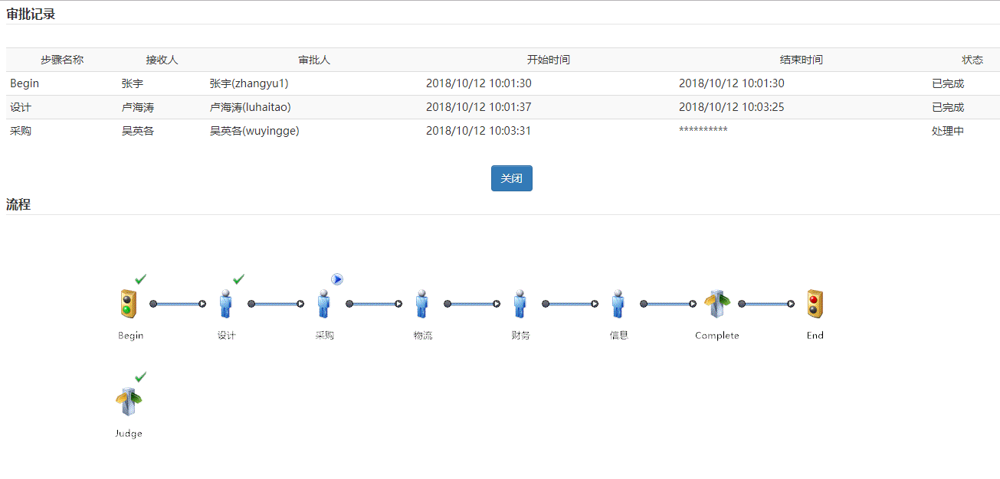 审批记录
步骤名称 接收人 审批人 开始时间 结束时间 状态
Begin 张宇 张宇(zhangyu1) 2018/10/12 10:01:30 2018/10/12 10:01:30 已完成
设计 卢海涛 卢海涛(luhaitao) 2018/10/12 10:01:37 2018/10/12 10:03:25 已完成
采购 吴英各 吴英各(wuyingge) 2018/10/12 10:03:31 ********** 处理中
关闭
流程
Begin 设计 采购 物流 财务 信息 Complete End
Judge